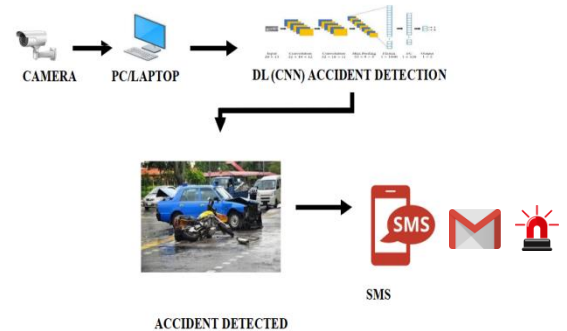 CAMERA
PC/LAPTOP
DL (CNN) ACCIDENT DETECTION
SMS
SMS
ACCIDENT DETECTED